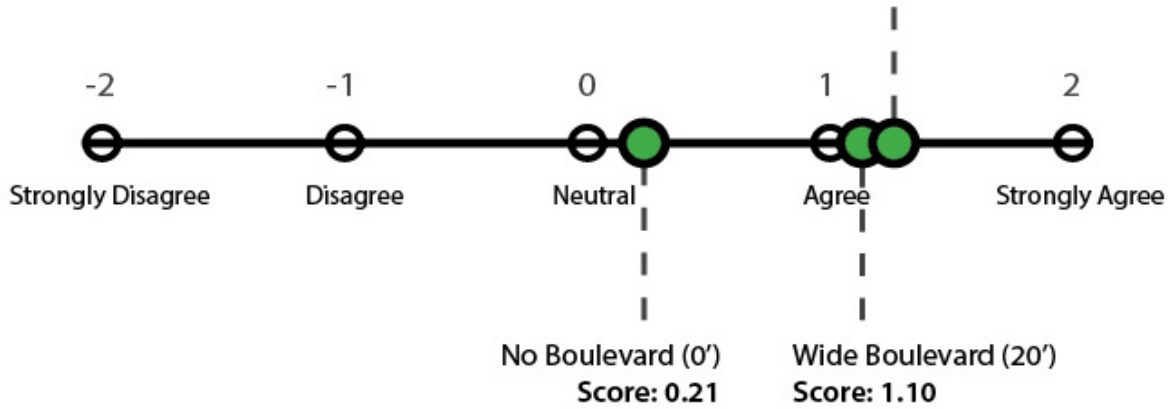 -2 -1 0 1 2
Strongly Disagree Disagree Neutral Agree Strongly Agree
No Boulevard (0′) Wide Boulevard (20′)
Score: 0.21 Score: 1.10